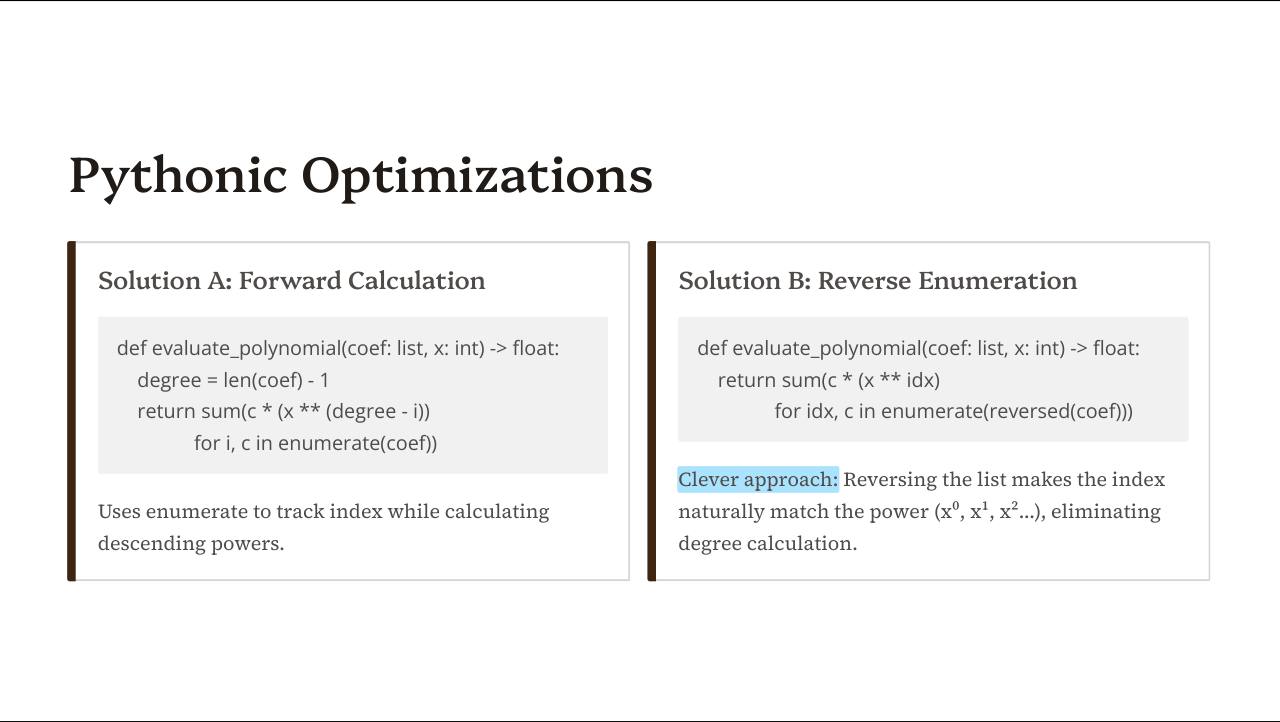 Pythonic Optimizations
Solution A: Forward Calculation
def evaluate_polynomial(coef: list, x: int) -> float:
degree = len(coef) - 1
return sum(c * (x ** (degree - i))
for i, c in enumerate(coef))
Uses enumerate to track index while calculating
descending powers.
Solution B: Reverse Enumeration
def evaluate_polynomial(coef: list, x: int) -> float:
return sum(c * (x ** idx)
for idx, c in enumerate(reversed(coef)))
Clever approach: Reversing the list makes the index
naturally match the power (x⁰, x¹, x²...), eliminating
degree calculation.